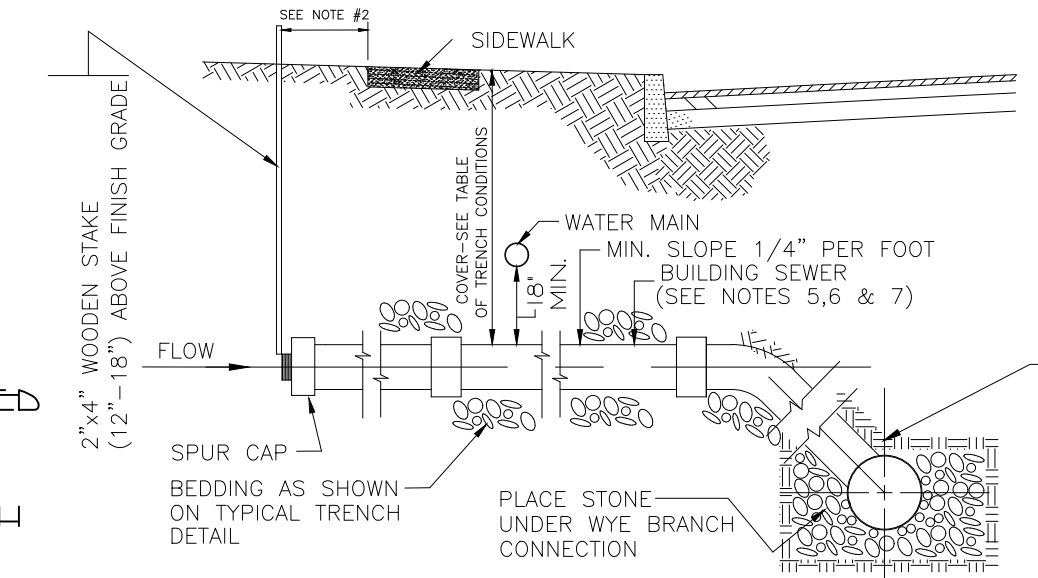 SEE NOTE #2
SIDEWALK
2"x4" WOODEN STAKE
(12"-18") ABOVE FINISH GRADE
COVER-SEE TABLE
OF TRENCH CONDITIONS
WATER MAIN
18"
MIN.
MIN. SLOPE 1/4" PER FOOT
BUILDING SEWER
(SEE NOTES 5,6 & 7)
FLOW
SPUR CAP
BEDDING AS SHOWN
ON TYPICAL TRENCH
DETAIL
PLACE STONE
UNDER WYE BRANCH
CONNECTION